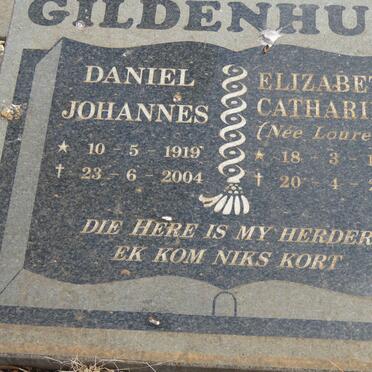 GILDENHU
DANIEL
JOHANNES
★ 10 - 5 - 1919
✝ 23 - 6 - 2004
ELIZABET
CATHARI
(Née Loure
★ 18 - 3 - 1
✝ 20 - 4 - 2
DIE HERE IS MY HERDER
EK KOM NIKS KORT